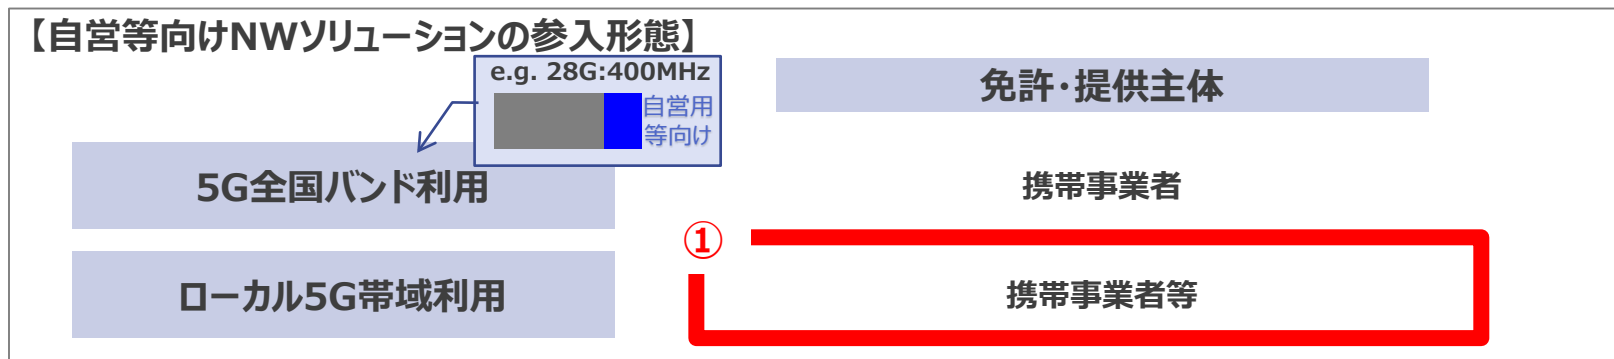 【自営等向けNWソリューションの参入形態】
e.g. 28G:400MHz
自営用
等向け
免許・提供主体
5G全国バンド利用
携帯事業者
①
ローカル5G帯域利用
携帯事業者等